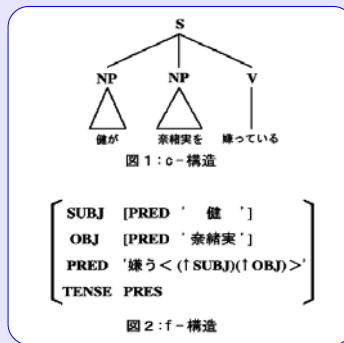 S
NP NP V
健が 奈緒実を 嫌っている
図1:c-構造
SUBJ [PRED ' 健 ']
OBJ [PRED ' 奈緒実 ']
PRED '嫌う< (↑SUBJ)(↑OBJ)>'
TENSE PRES
図2:f-構造